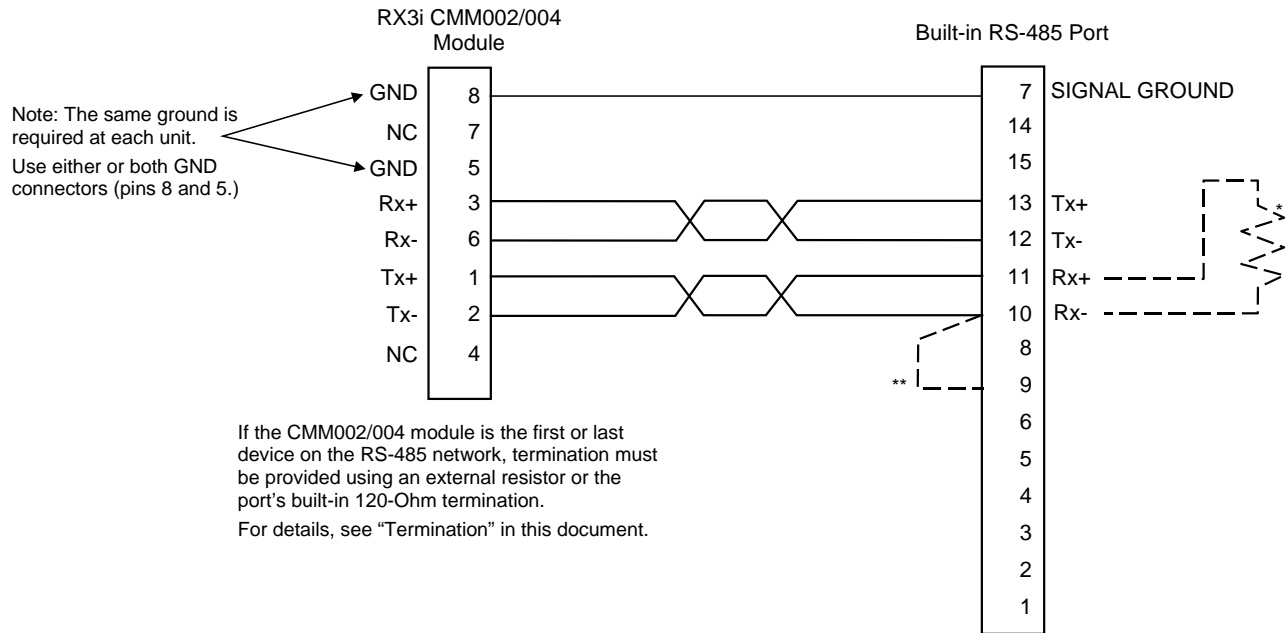 RX3i CMM002/004
Module
Built-in RS-485 Port
Note: The same ground is
required at each unit.
Use either or both GND
connectors (pins 8 and 5.)
GND 8
NC 7
GND 5
Rx+ 3
Rx- 6
Tx+ 1
Tx- 2
NC 4
7 SIGNAL GROUND
14
15
13 Tx+
12 Tx-
11 Rx+
10 Rx-
8
9
6
5
4
3
2
1
*
**
If the CMM002/004 module is the first or last
device on the RS-485 network, termination must
be provided using an external resistor or the
port’s built-in 120-Ohm termination.
For details, see “Termination” in this document.